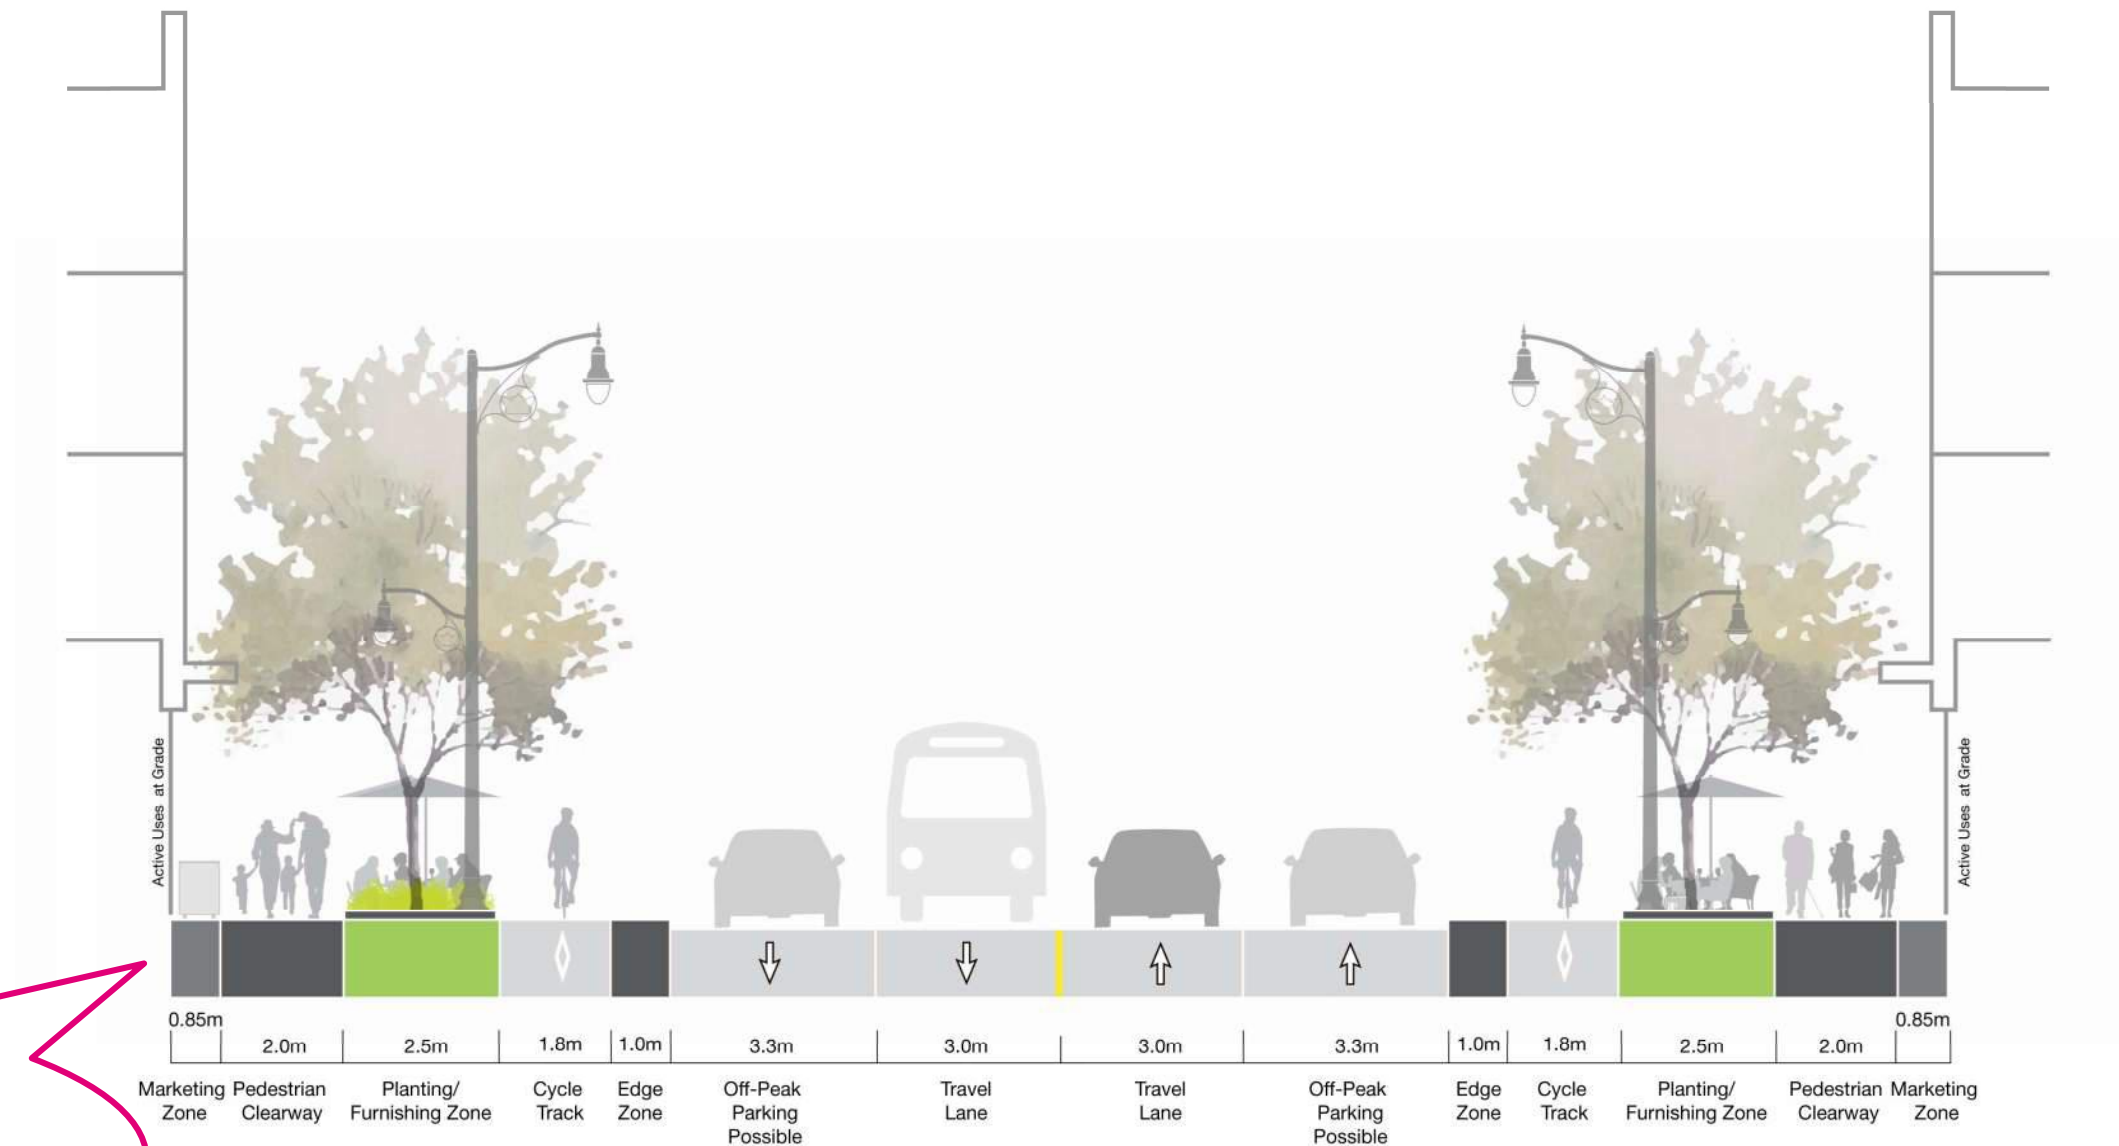 Active Uses at Grade
Active Uses at Grade
0.85m
0.85m
2.0m
2.5m
1.8m
1.0m
3.3m
3.0m
3.0m
3.3m
1.0m
1.8m
2.5m
2.0m
Marketing
Zone
Pedestrian
Clearway
Planting/
Furnishing Zone
Cycle
Track
Edge
Zone
Off-Peak
Parking
Possible
Travel
Lane
Travel
Lane
Off-Peak
Parking
Possible
Edge
Zone
Cycle
Track
Planting/
Furnishing Zone
Pedestrian
Clearway
Marketing
Zone